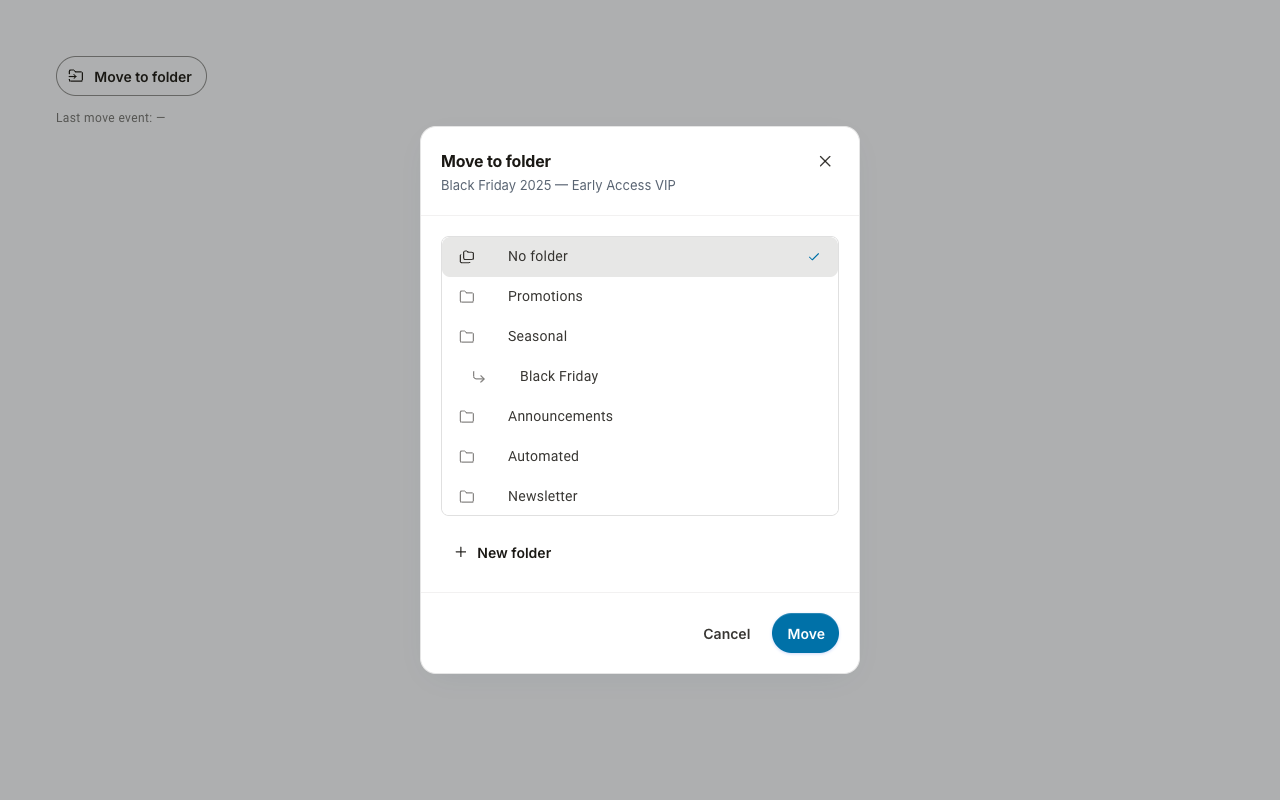 Move to folder
Last move event: —
Move to folder
Black Friday 2025 — Early Access VIP
No folder
Promotions
Seasonal
Black Friday
Announcements
Automated
Newsletter
New folder
Cancel
Move